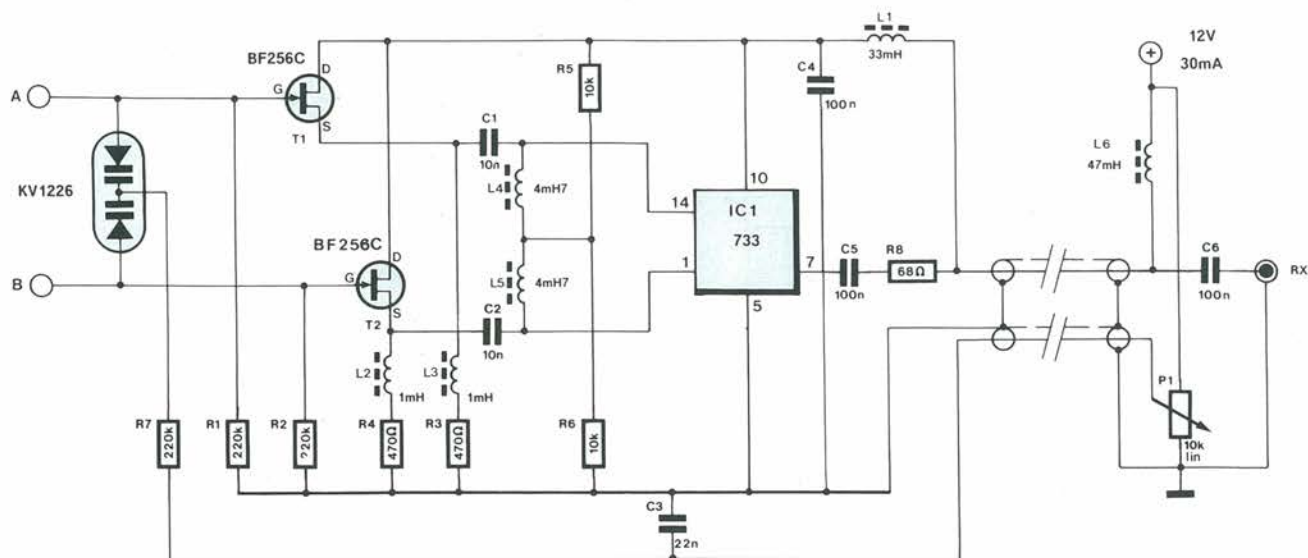 L1
33mH
12V
30mA
BF256C
D
G
S
T1
A
R5
10k
C4
100n
C1
10n
L4
4mH7
L6
47mH
KV1226
10
14
IC1
733
1
7
5
BF256C
D
G
S
T2
B
L5
4mH7
C2
10n
C5
100n
R8
68Ω
C6
100n
RX
L2
1mH
L3
1mH
P1
10k
lin
R7
220k
R1
220k
R2
220k
R4
470Ω
R3
470Ω
R6
10k
C3
22n